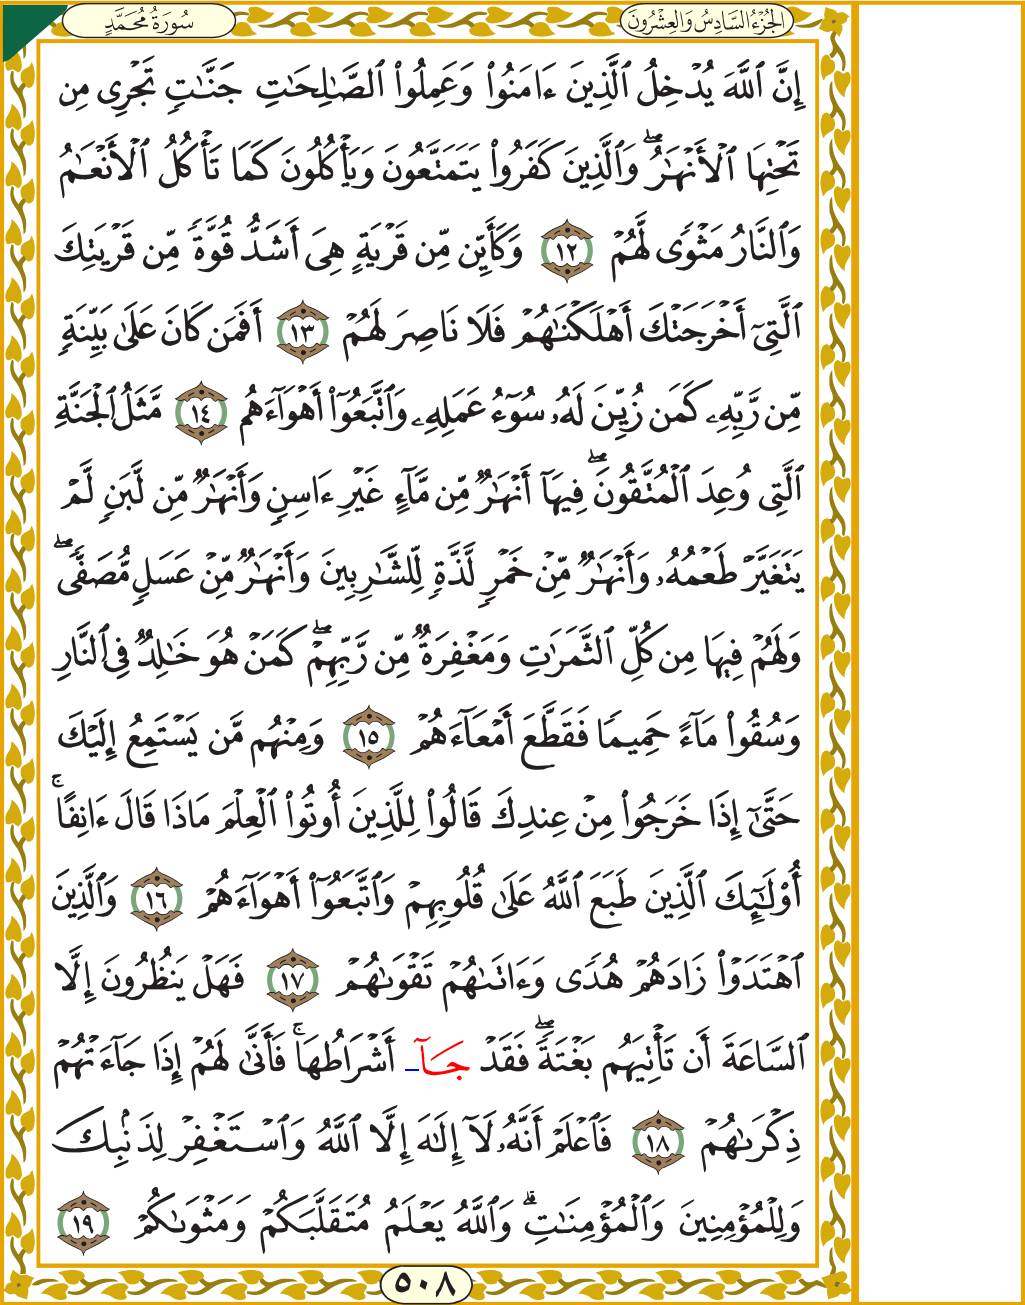 الجُزْءُ السَّادِسُ وَالعِشْرُونَ
سُورَةُ مُحَمَّدٍ
إِنَّ ٱللَّهَ يُدۡخِلُ ٱلَّذِينَ ءَامَنُواْ وَعَمِلُواْ ٱلصَّـٰلِحَـٰتِ جَنَّـٰتٖ تَجۡرِي مِن
تَحۡتِهَا ٱلۡأَنۡهَـٰرُۖ وَٱلَّذِينَ كَفَرُواْ يَتَمَتَّعُونَ وَيَأۡكُلُونَ كَمَا تَأۡكُلُ ٱلۡأَنۡعَـٰمُ
وَٱلنَّارُ مَثۡوٗى لَّهُمۡ ١٢ وَكَأَيِّن مِّن قَرۡيَةٍ هِيَ أَشَدُّ قُوَّةٗ مِّن قَرۡيَتِكَ
ٱلَّتِيٓ أَخۡرَجَتۡكَ أَهۡلَكۡنَـٰهُمۡ فَلَا نَاصِرَ لَهُمۡ ١٣ أَفَمَن كَانَ عَلَىٰ بَيِّنَةٖ
مِّن رَّبِّهِۦ كَمَن زُيِّنَ لَهُۥ سُوٓءُ عَمَلِهِۦ وَٱتَّبَعُوٓاْ أَهۡوَآءَهُم ١٤ مَّثَلُ ٱلۡجَنَّةِ
ٱلَّتِي وُعِدَ ٱلۡمُتَّقُونَۖ فِيهَآ أَنۡهَـٰرٞ مِّن مَّآءٍ غَيۡرِ ءَاسِنٖ وَأَنۡهَـٰرٞ مِّن لَّبَنٖ لَّمۡ
يَتَغَيَّرۡ طَعۡمُهُۥ وَأَنۡهَـٰرٞ مِّنۡ خَمۡرٖ لَّذَّةٖ لِّلشَّـٰرِبِينَ وَأَنۡهَـٰرٞ مِّنۡ عَسَلٖ مُّصَفّٗىۖ
وَلَهُمۡ فِيهَا مِن كُلِّ ٱلثَّمَرَٰتِ وَمَغۡفِرَةٞ مِّن رَّبِّهِمۡۖ كَمَنۡ هُوَ خَـٰلِدٞ فِي ٱلنَّارِ
وَسُقُواْ مَآءً حَمِيمٗا فَقَطَّعَ أَمۡعَآءَهُمۡ ١٥ وَمِنۡهُم مَّن يَسۡتَمِعُ إِلَيۡكَ
حَتَّىٰٓ إِذَا خَرَجُواْ مِنۡ عِندِكَ قَالُواْ لِلَّذِينَ أُوتُواْ ٱلۡعِلۡمَ مَاذَا قَالَ ءَانِفًاۚ
أُوْلَـٰٓئِكَ ٱلَّذِينَ طَبَعَ ٱللَّهُ عَلَىٰ قُلُوبِهِمۡ وَٱتَّبَعُوٓاْ أَهۡوَآءَهُمۡ ١٦ وَٱلَّذِينَ
ٱهۡتَدَوۡاْ زَادَهُمۡ هُدٗى وَءَاتَىٰهُمۡ تَقۡوَىٰهُمۡ ١٧ فَهَلۡ يَنظُرُونَ إِلَّا
ٱلسَّاعَةَ أَن تَأۡتِيَهُم بَغۡتَةٗۖ فَقَدۡ جَآ أَشۡرَاطُهَاۚ فَأَنَّىٰ لَهُمۡ إِذَا جَآءَتۡهُمۡ
ذِكۡرَىٰهُمۡ ١٨ فَٱعۡلَمۡ أَنَّهُۥ لَآ إِلَـٰهَ إِلَّا ٱللَّهُ وَٱسۡتَغۡفِرۡ لِذَنۢبِكَ
وَلِلۡمُؤۡمِنِينَ وَٱلۡمُؤۡمِنَـٰتِۗ وَٱللَّهُ يَعۡلَمُ مُتَقَلَّبَكُمۡ وَمَثۡوَىٰكُمۡ ١٩
٥٠٨